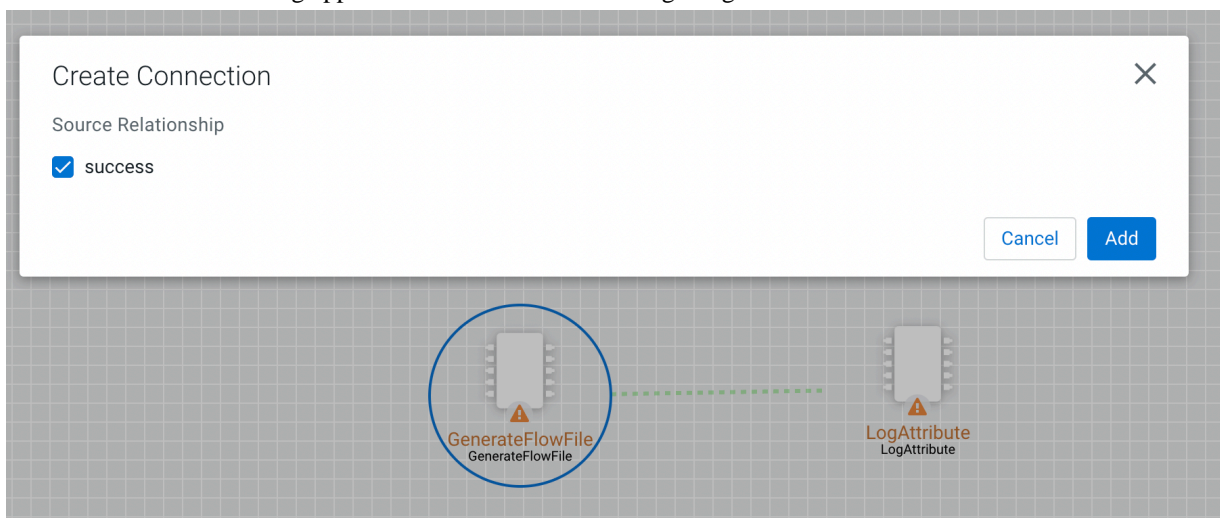 Create Connection
Source Relationship
success
Cancel
Add
GenerateFlowFile
GenerateFlowFile
LogAttribute
LogAttribute